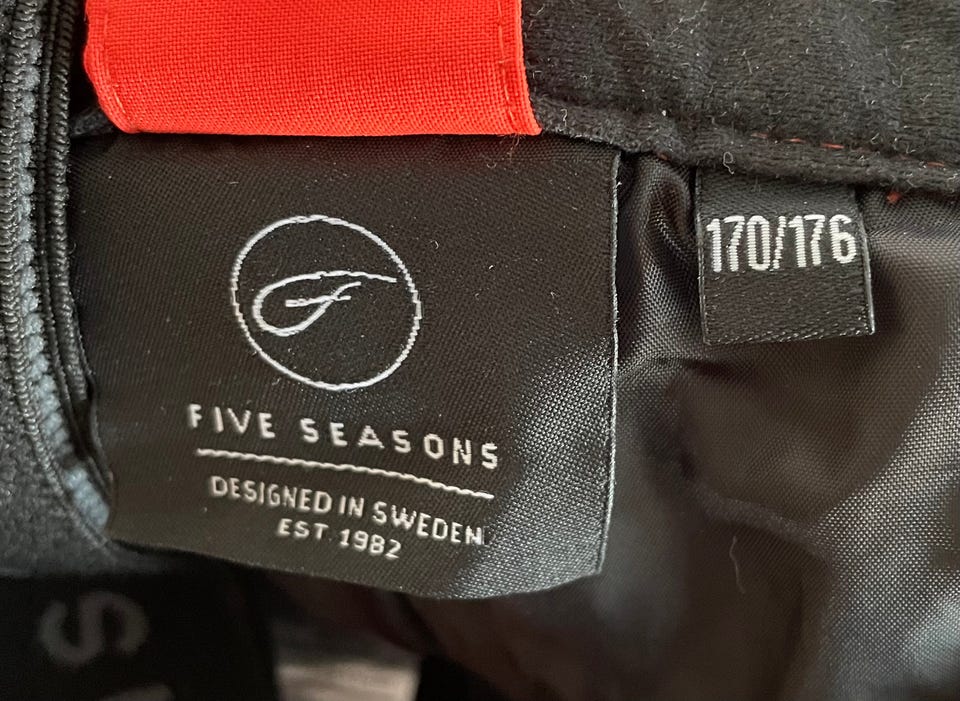 170/176
FIVE SEASONS
DESIGNED IN SWEDEN
EST 1982
S